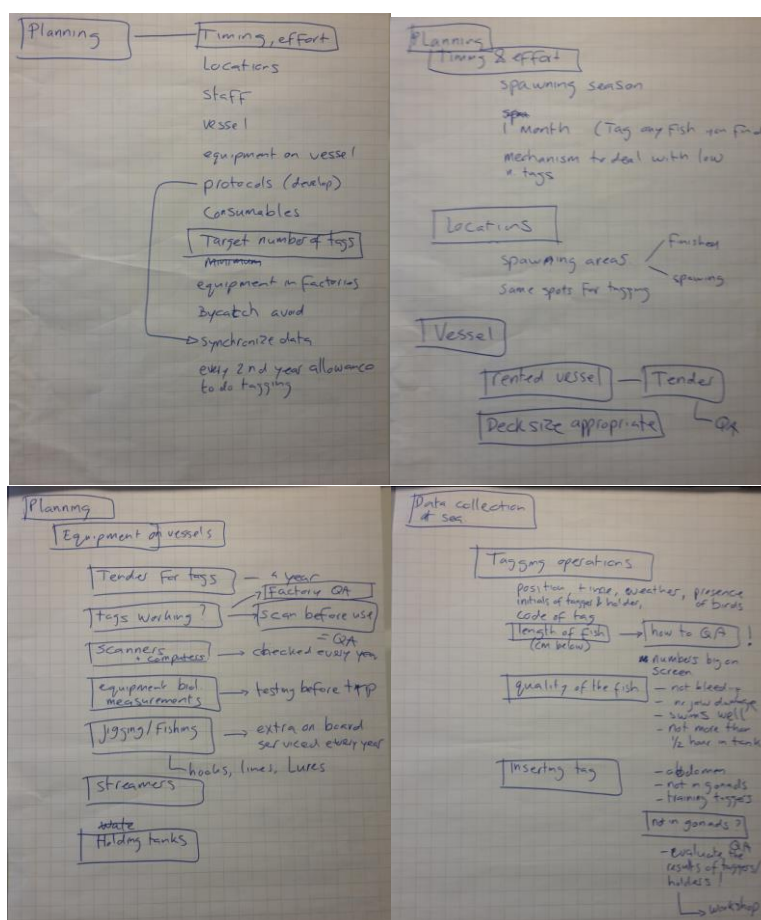 Planning
Timing, effort
Locations
staff
vessel
equipment on vessel
protocols (develop)
Consumables
Target number of tags
minimum
equipment in factories
Bycatch avoid
synchronize data
every 2nd year allowance
to do tagging
Planning
Timing & effort
spawning season
1 month (Tag any fish you find
mechanism to deal with low
n. tags
Locations
spawning areas
finished
spawning
same spots for tagging
Vessel
rented vessel
Tender
QA
Deck size appropriate
Planning
Equipment on vessels
Tender for tags
year
tags working?
Factory QA
scan before use
= QA
scanners
+ computers
checked every year
equipment biol
measurements
testing before trip
jigging/fishing
extra on board
serviced every year
hooks, lines, lures
streamers
Holding tanks
Data collection
at sea
Tagging operations
position + time, weather, presence
of birds
initials of tagger & holder,
code of tag
length of fish
(cm below)
how to QA !
numbers big on
screen
quality of the fish
- not bleeding
- no jaw damage
- swims well
- not more than
1/2 hour in tank
Inserting tag
- abdomen
- not in gonads
- training taggers
not in gonads?
QA
- evaluate the
results of taggers/
holders!
workshop